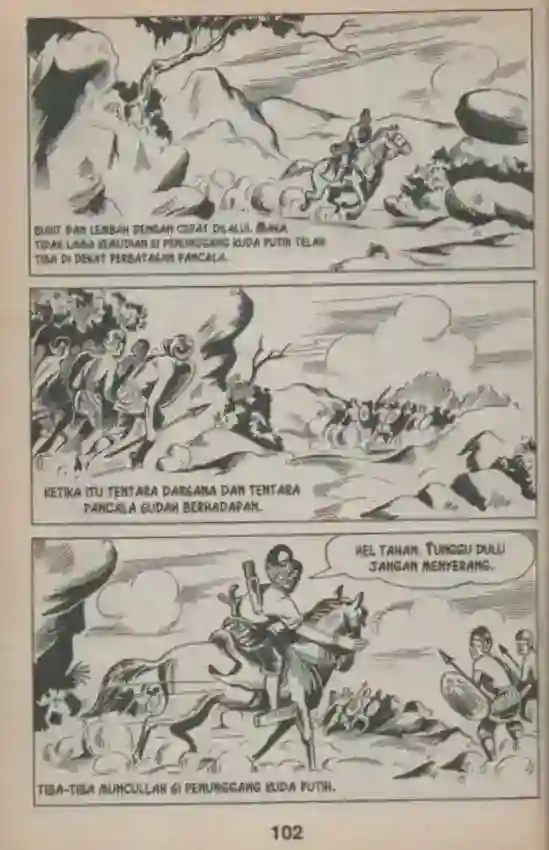 BUKIT DAN LEMBAH DENGAN CEPAT DILALUI. MAKA
TIDAK LAMA KEMUDIAN SI PENUNGGANG KUDA PUTIH TELAH
TIBA DI DEKAT PERBATASAN PANCALA.
KETIKA ITU TENTARA DARGANA DAN TENTARA
PANCALA SUDAH BERHADAPAN.
HEI, TAHAN. TUNGGU DULU
JANGAN MENYERANG.
TIBA-TIBA MUNCULLAH SI PENUNGGANG KUDA PUTIH.
102